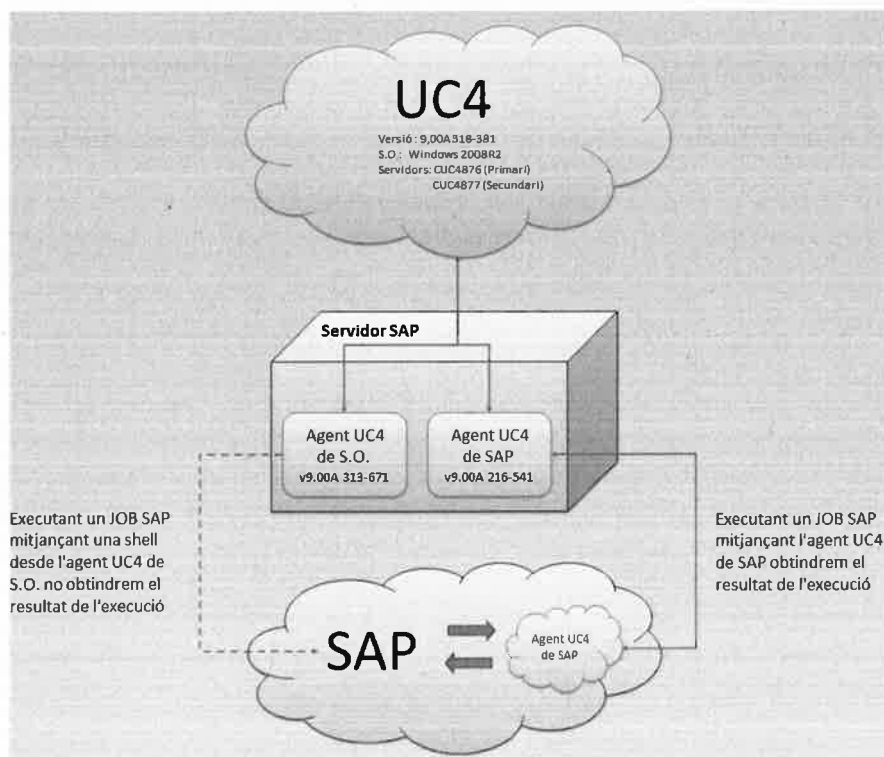 UC4
Versió : 9,00A318-381
S.O.: Windows 2008R2
Servidors: CUC4876 (Primari)
CUC4877 (Secundari)
Servidor SAP
Agent UC4
de S.O.
v9.00A 313-671
Agent UC4
de SAP
v9.00A 216-541
Executant un JOB SAP
mitjançant una shell
desde l'agent UC4 de
S.O. no obtindrem el
resultat de l'execució
Executant un JOB SAP
mitjançant l'agent UC4
de SAP obtindrem el
resultat de l'execució
SAP
Agent UC4
de SAP